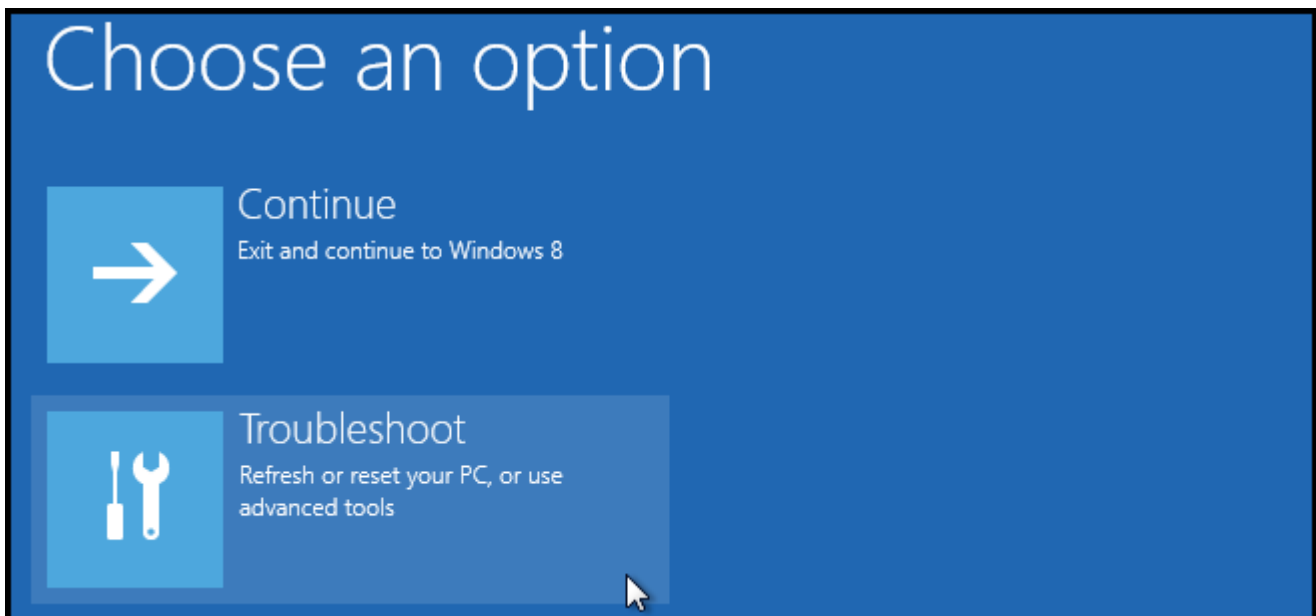 Choose an option
Continue
Exit and continue to Windows 8
Troubleshoot
Refresh or reset your PC, or use
advanced tools